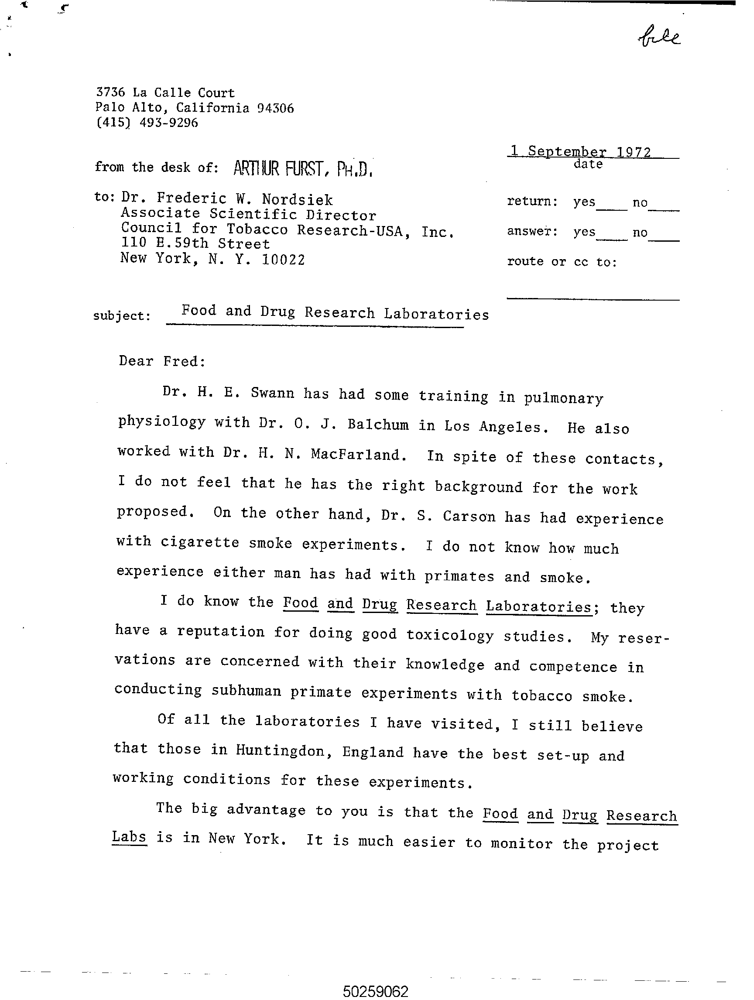 file
3736 La Calle Court
Palo Alto, California 94306
(415) 493-9296
1 September 1972
date
from the desk of: ARTHUR FURST, PH.D.
to: Dr. Frederic W. Nordsiek
Associate Scientific Director
Council for Tobacco Research-USA, Inc.
110 E.59th Street
New York, N. Y. 10022
return: yes____ no____
answer: yes____ no____
route or cc to:
subject: Food and Drug Research Laboratories
Dear Fred:
Dr. H. E. Swann has had some training in pulmonary
physiology with Dr. O. J. Balchum in Los Angeles. He also
worked with Dr. H. N. MacFarland. In spite of these contacts,
I do not feel that he has the right background for the work
proposed. On the other hand, Dr. S. Carson has had experience
with cigarette smoke experiments. I do not know how much
experience either man has had with primates and smoke.
I do know the Food and Drug Research Laboratories; they
have a reputation for doing good toxicology studies. My reser-
vations are concerned with their knowledge and competence in
conducting subhuman primate experiments with tobacco smoke.
Of all the laboratories I have visited, I still believe
that those in Huntingdon, England have the best set-up and
working conditions for these experiments.
The big advantage to you is that the Food and Drug Research
Labs is in New York. It is much easier to monitor the project
50259062